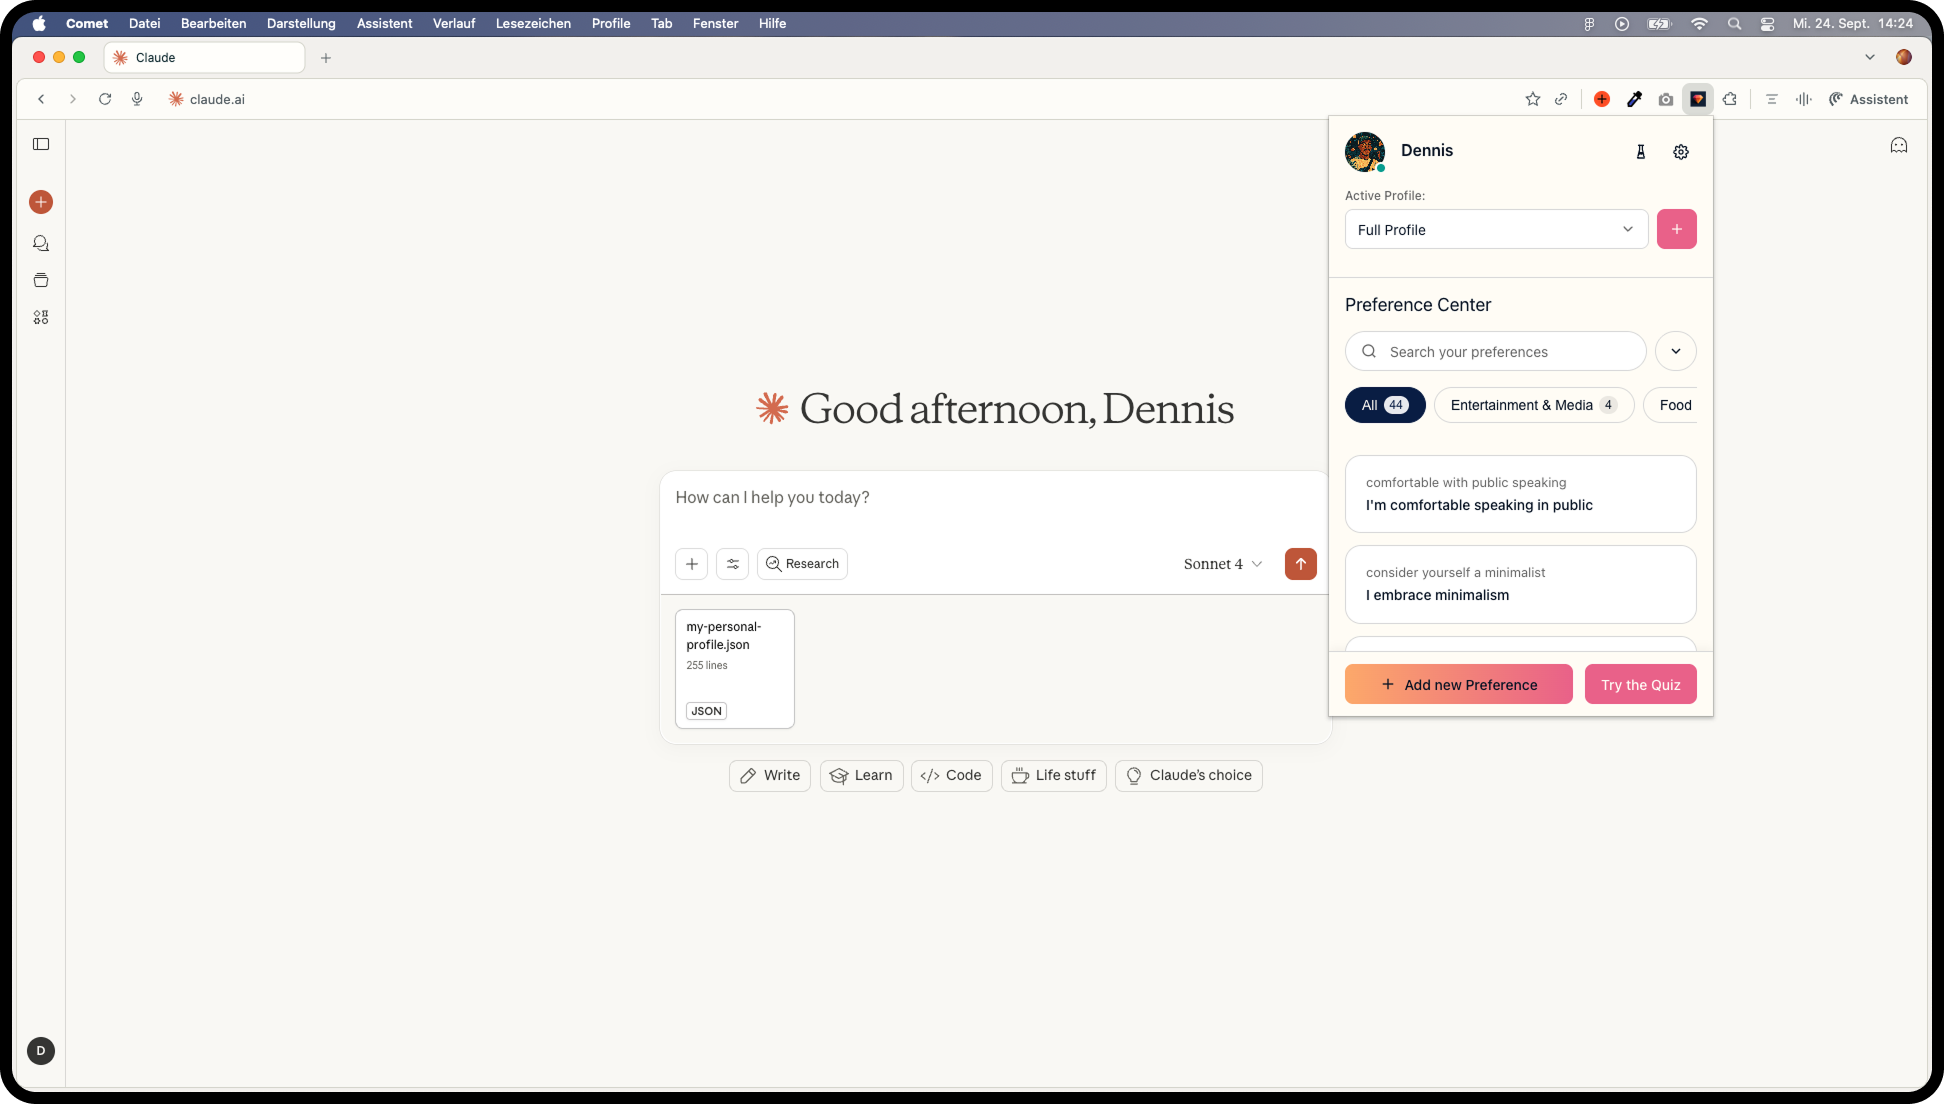 Comet Datei Bearbeiten Darstellung Assistent Verlauf Lesezeichen Profile Tab Fenster Hilfe
Mi. 24. Sept. 14:24
Claude
claude.ai
Assistent
Dennis
Active Profile:
Full Profile
Preference Center
Search your preferences
All 44
Entertainment & Media 4
Food
comfortable with public speaking
I'm comfortable speaking in public
consider yourself a minimalist
I embrace minimalism
Add new Preference
Try the Quiz
Good afternoon, Dennis
How can I help you today?
Research
Sonnet 4
my-personal-
profile.json
255 lines
JSON
Write
Learn
Code
Life stuff
Claude's choice
D